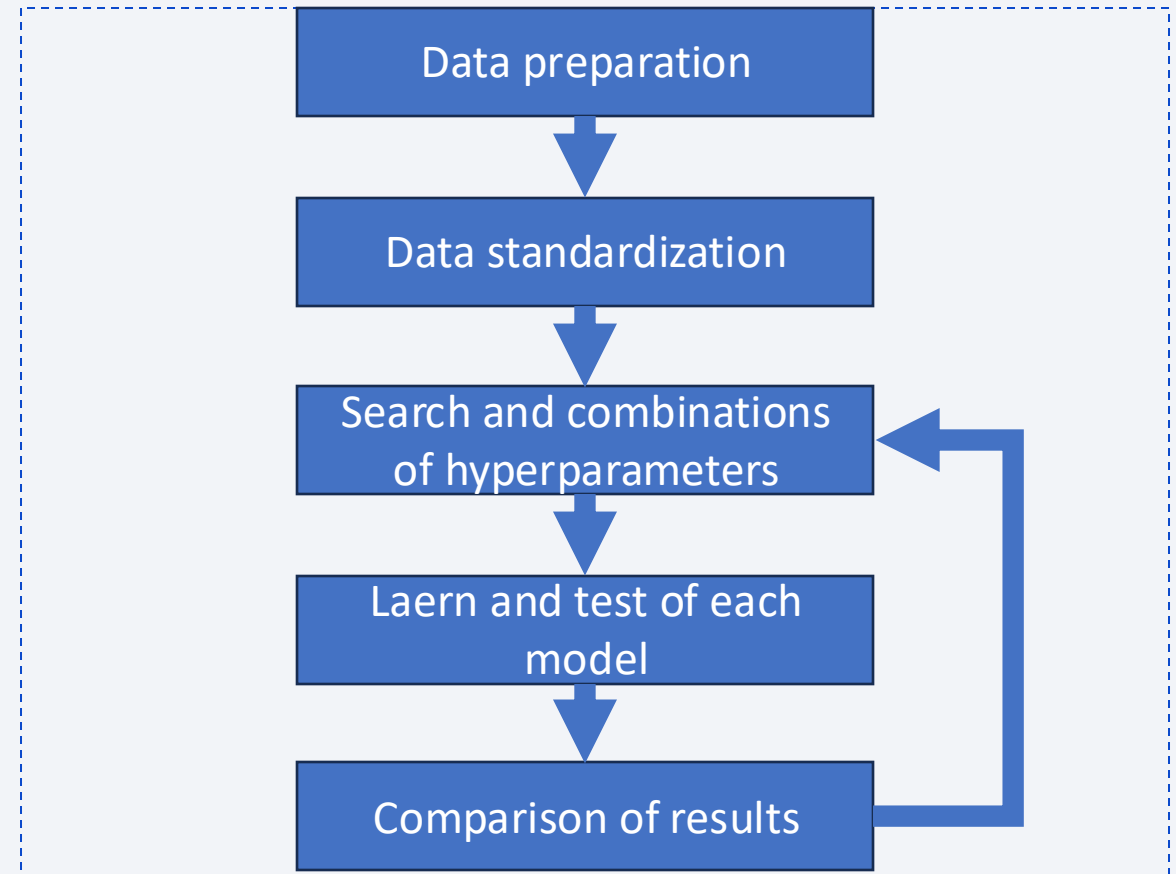 Data preparation
Data standardization
Search and combinations
of hyperparameters
Laern and test of each
model
Comparison of results